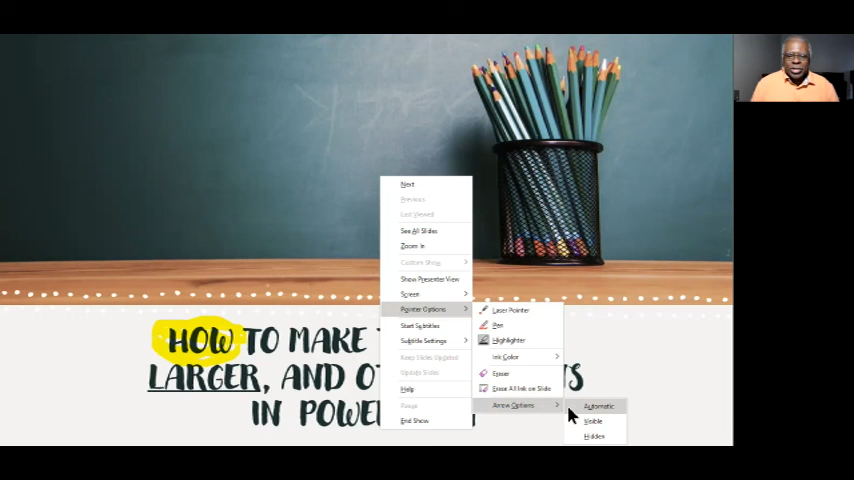 Next
Previous
Last Viewed
See All Slides
Zoom In
Custom Show
Show Presenter View
Screen
Pointer Options
Start Subtitles
Subtitle Settings
Keep Slides Updated
Update Slides
Help
Pause
End Show
Laser Pointer
Pen
Highlighter
Ink Color
Eraser
Erase All Ink on Slide
Arrow Options
Automatic
Visible
Hidden
HOW TO MAKE
LARGER, AND
IN